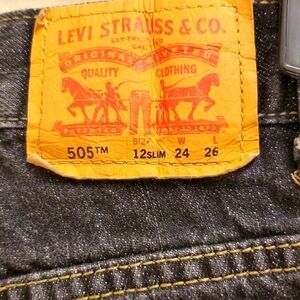 LEVI STRAUSS & CO.
ORIGINAL RIVETED
QUALITY CLOTHING
SIZE W
505™ 12SLIM 24 26